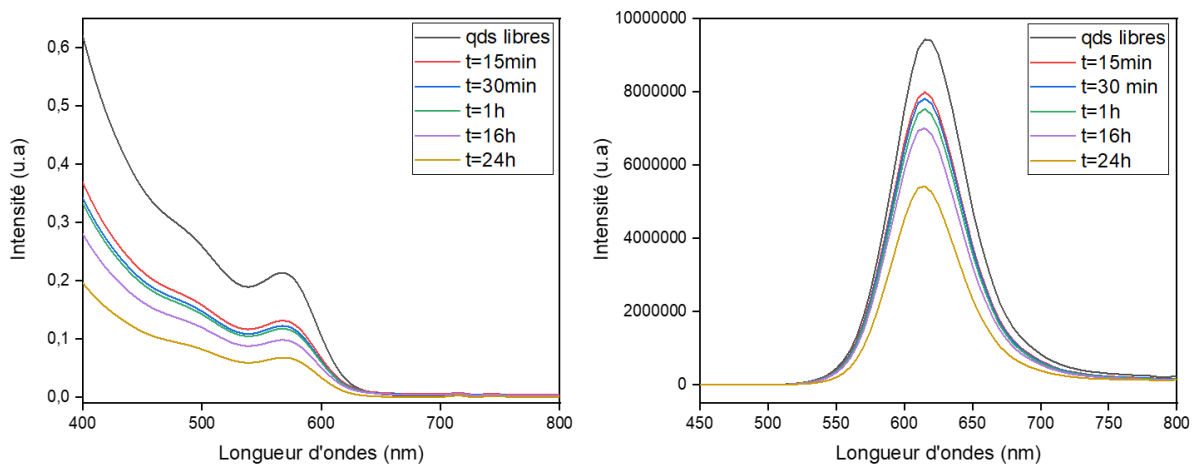 0,6
0,5
0,4
0,3
0,2
0,1
0,0
400
500
600
700
800
Intensité (u.a)
Longueur d'ondes (nm)
qds libres
t=15min
t=30min
t=1h
t=16h
t=24h
10000000
8000000
6000000
4000000
2000000
0
450
500
550
600
650
700
750
800
Intensité (u.a)
Longueur d'ondes (nm)
qds libres
t=15min
t=30 min
t=1h
t=16h
t=24h